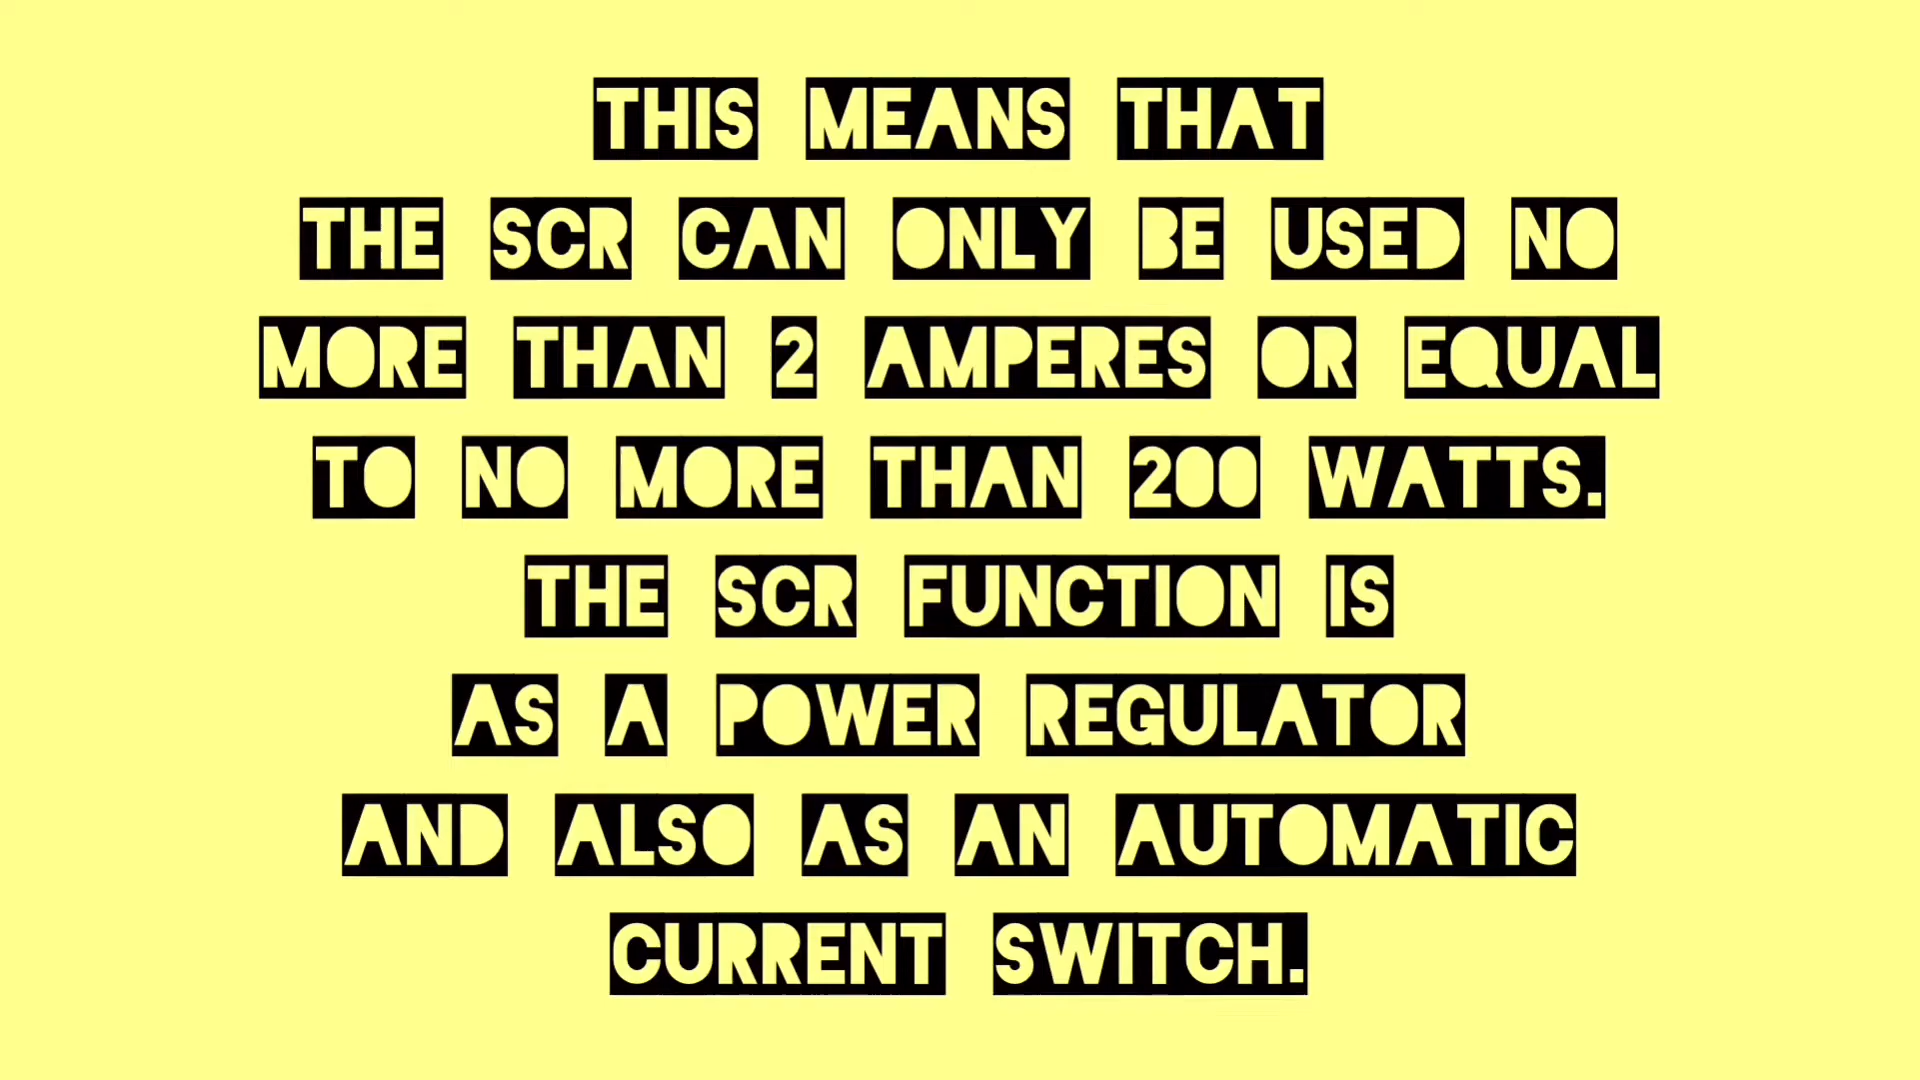 THIS MEANS THAT
THE SCR CAN ONLY BE USED NO
MORE THAN 2 AMPERES OR EQUAL
TO NO MORE THAN 200 WATTS.
THE SCR FUNCTION IS
AS A POWER REGULATOR
AND ALSO AS AN AUTOMATIC
CURRENT SWITCH.